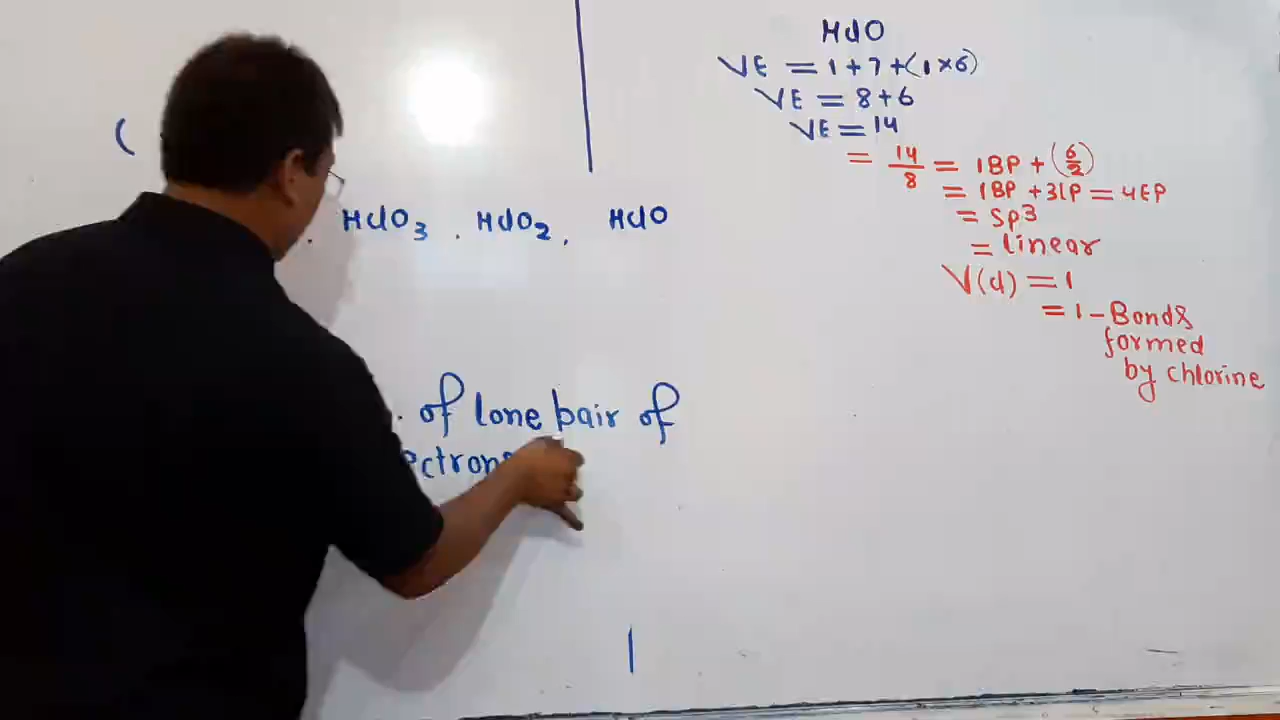 (
. HClO3 . HClO2, HClO
. of lone pair of
ectrons
HClO
VE = 1 + 7 + (1×6)
VE = 8 + 6
VE = 14
= 14/8 = 1BP + (6/2)
= 1BP + 3LP = 4EP
= Sp3
= linear
V(Cl) = 1
= 1 - Bonds
formed
by chlorine